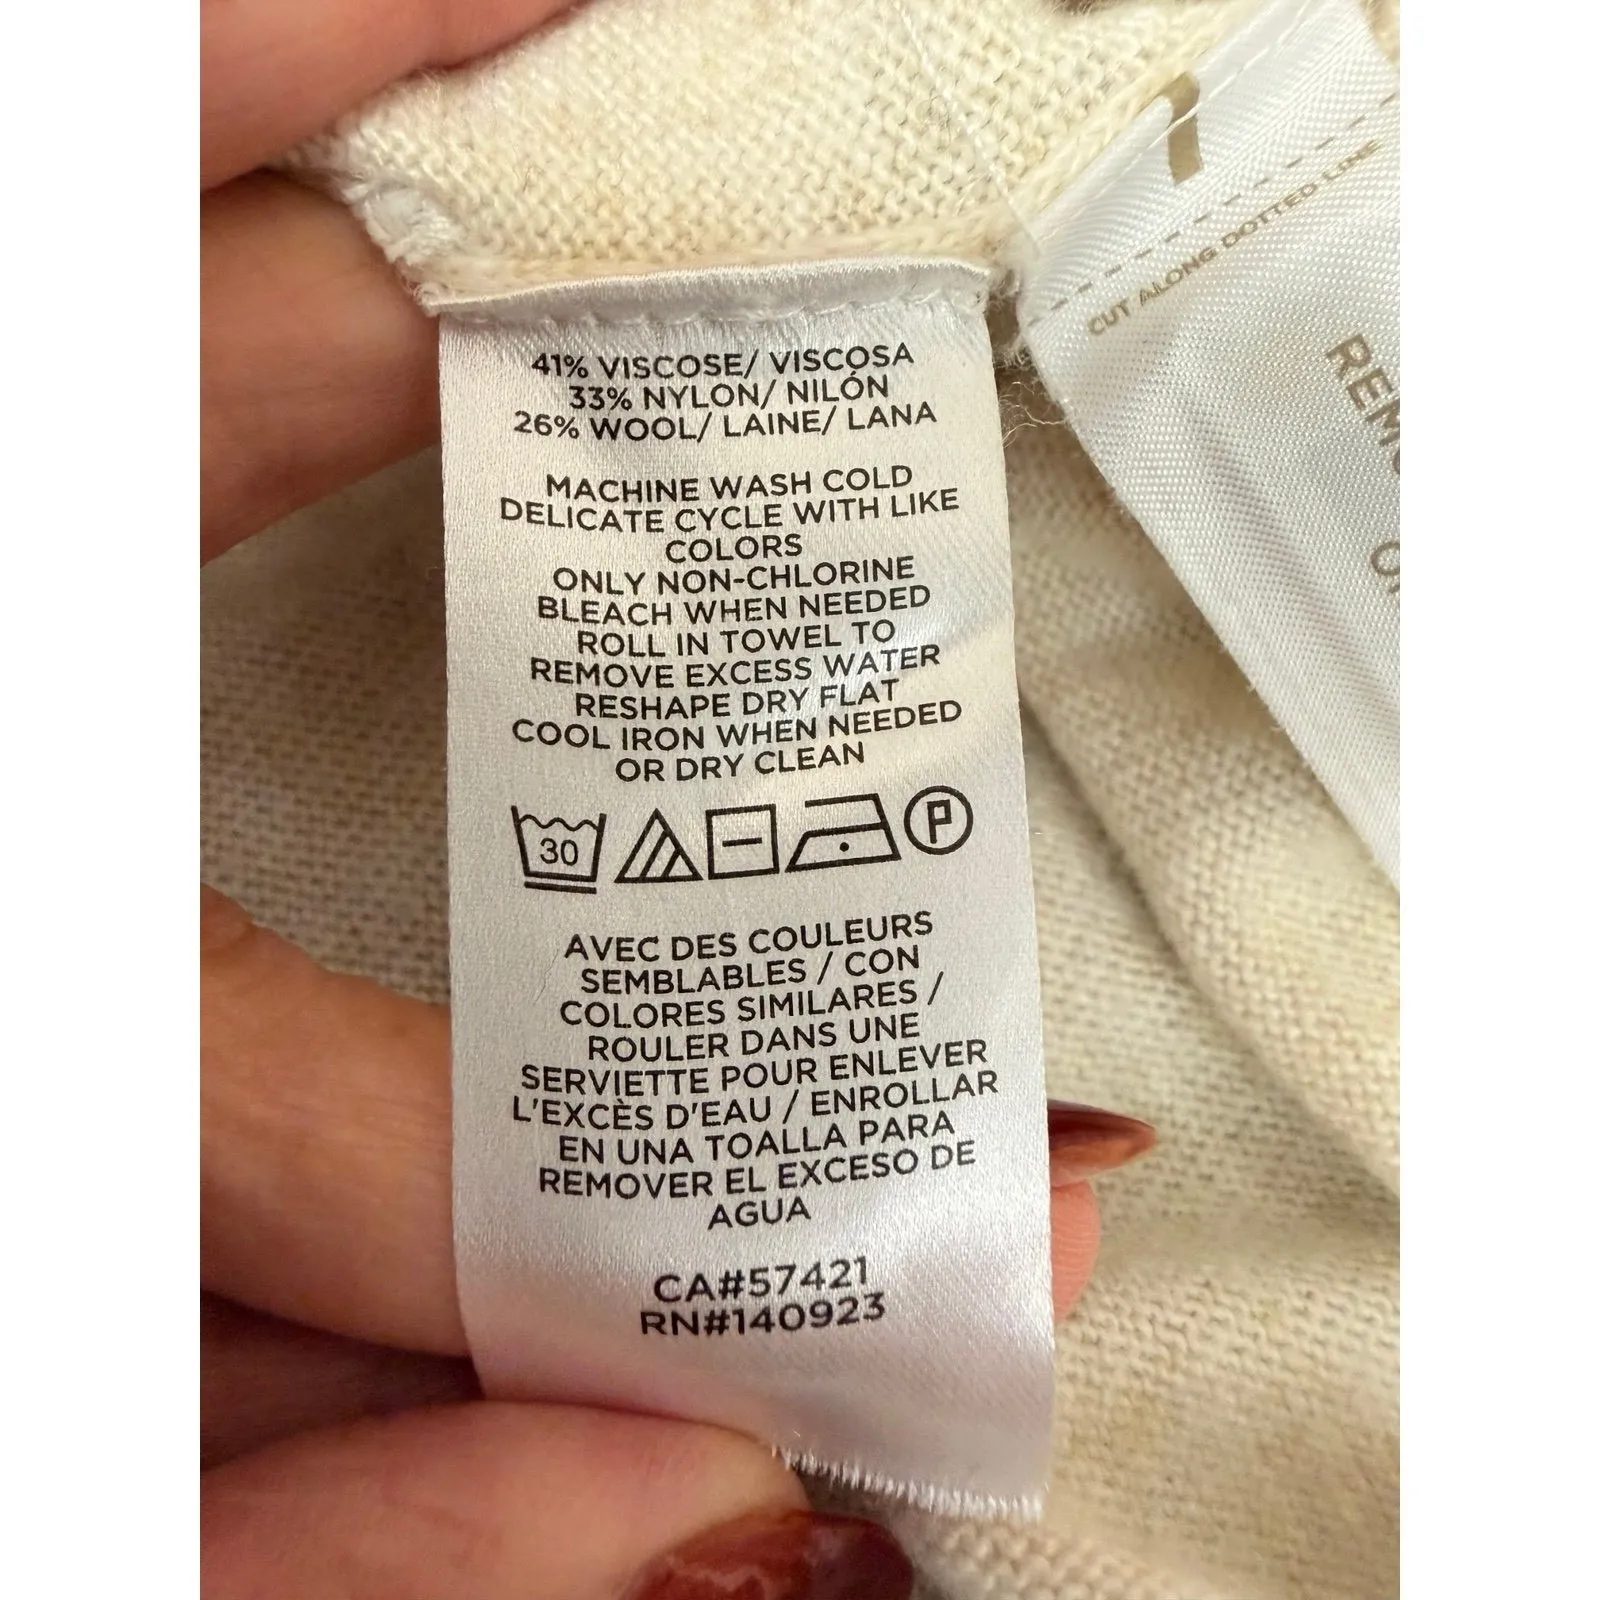 41% VISCOSE/ VISCOSA
33% NYLON/ NILÓN
26% WOOL/ LAINE/ LANA
MACHINE WASH COLD
DELICATE CYCLE WITH LIKE
COLORS
ONLY NON-CHLORINE
BLEACH WHEN NEEDED
ROLL IN TOWEL TO
REMOVE EXCESS WATER
RESHAPE DRY FLAT
COOL IRON WHEN NEEDED
OR DRY CLEAN
30 P
AVEC DES COULEURS
SEMBLABLES / CON
COLORES SIMILARES /
ROULER DANS UNE
SERVIETTE POUR ENLEVER
L'EXCÈS D'EAU / ENROLLAR
EN UNA TOALLA PARA
REMOVER EL EXCESO DE
AGUA
CA#57421
RN#140923
CUT ALONG DOTTED LINE